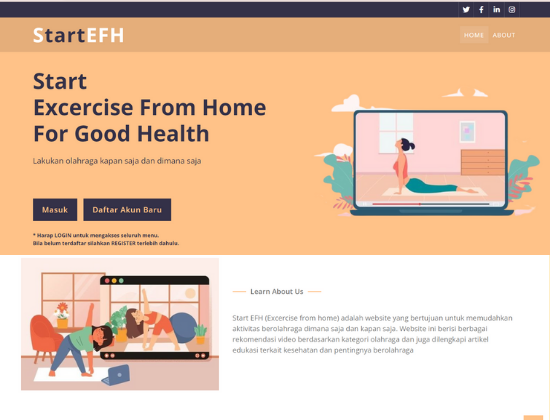 StartEFH
HOME ABOUT
Start
Excercise From Home
For Good Health
Lakukan olahraga kapan saja dan dimana saja
Masuk Daftar Akun Baru
* Harap LOGIN untuk mengakses seluruh menu.
Bila belum terdaftar silahkan REGISTER terlebih dahulu.
Learn About Us
Start EFH (Excercise from home) adalah website yang bertujuan untuk memudahkan
aktivitas berolahraga dimana saja dan kapan saja. Website ini berisi berbagai
rekomendasi video berdasarkan kategori olahraga dan juga dilengkapi artikel
edukasi terkait kesehatan dan pentingnya berolahraga